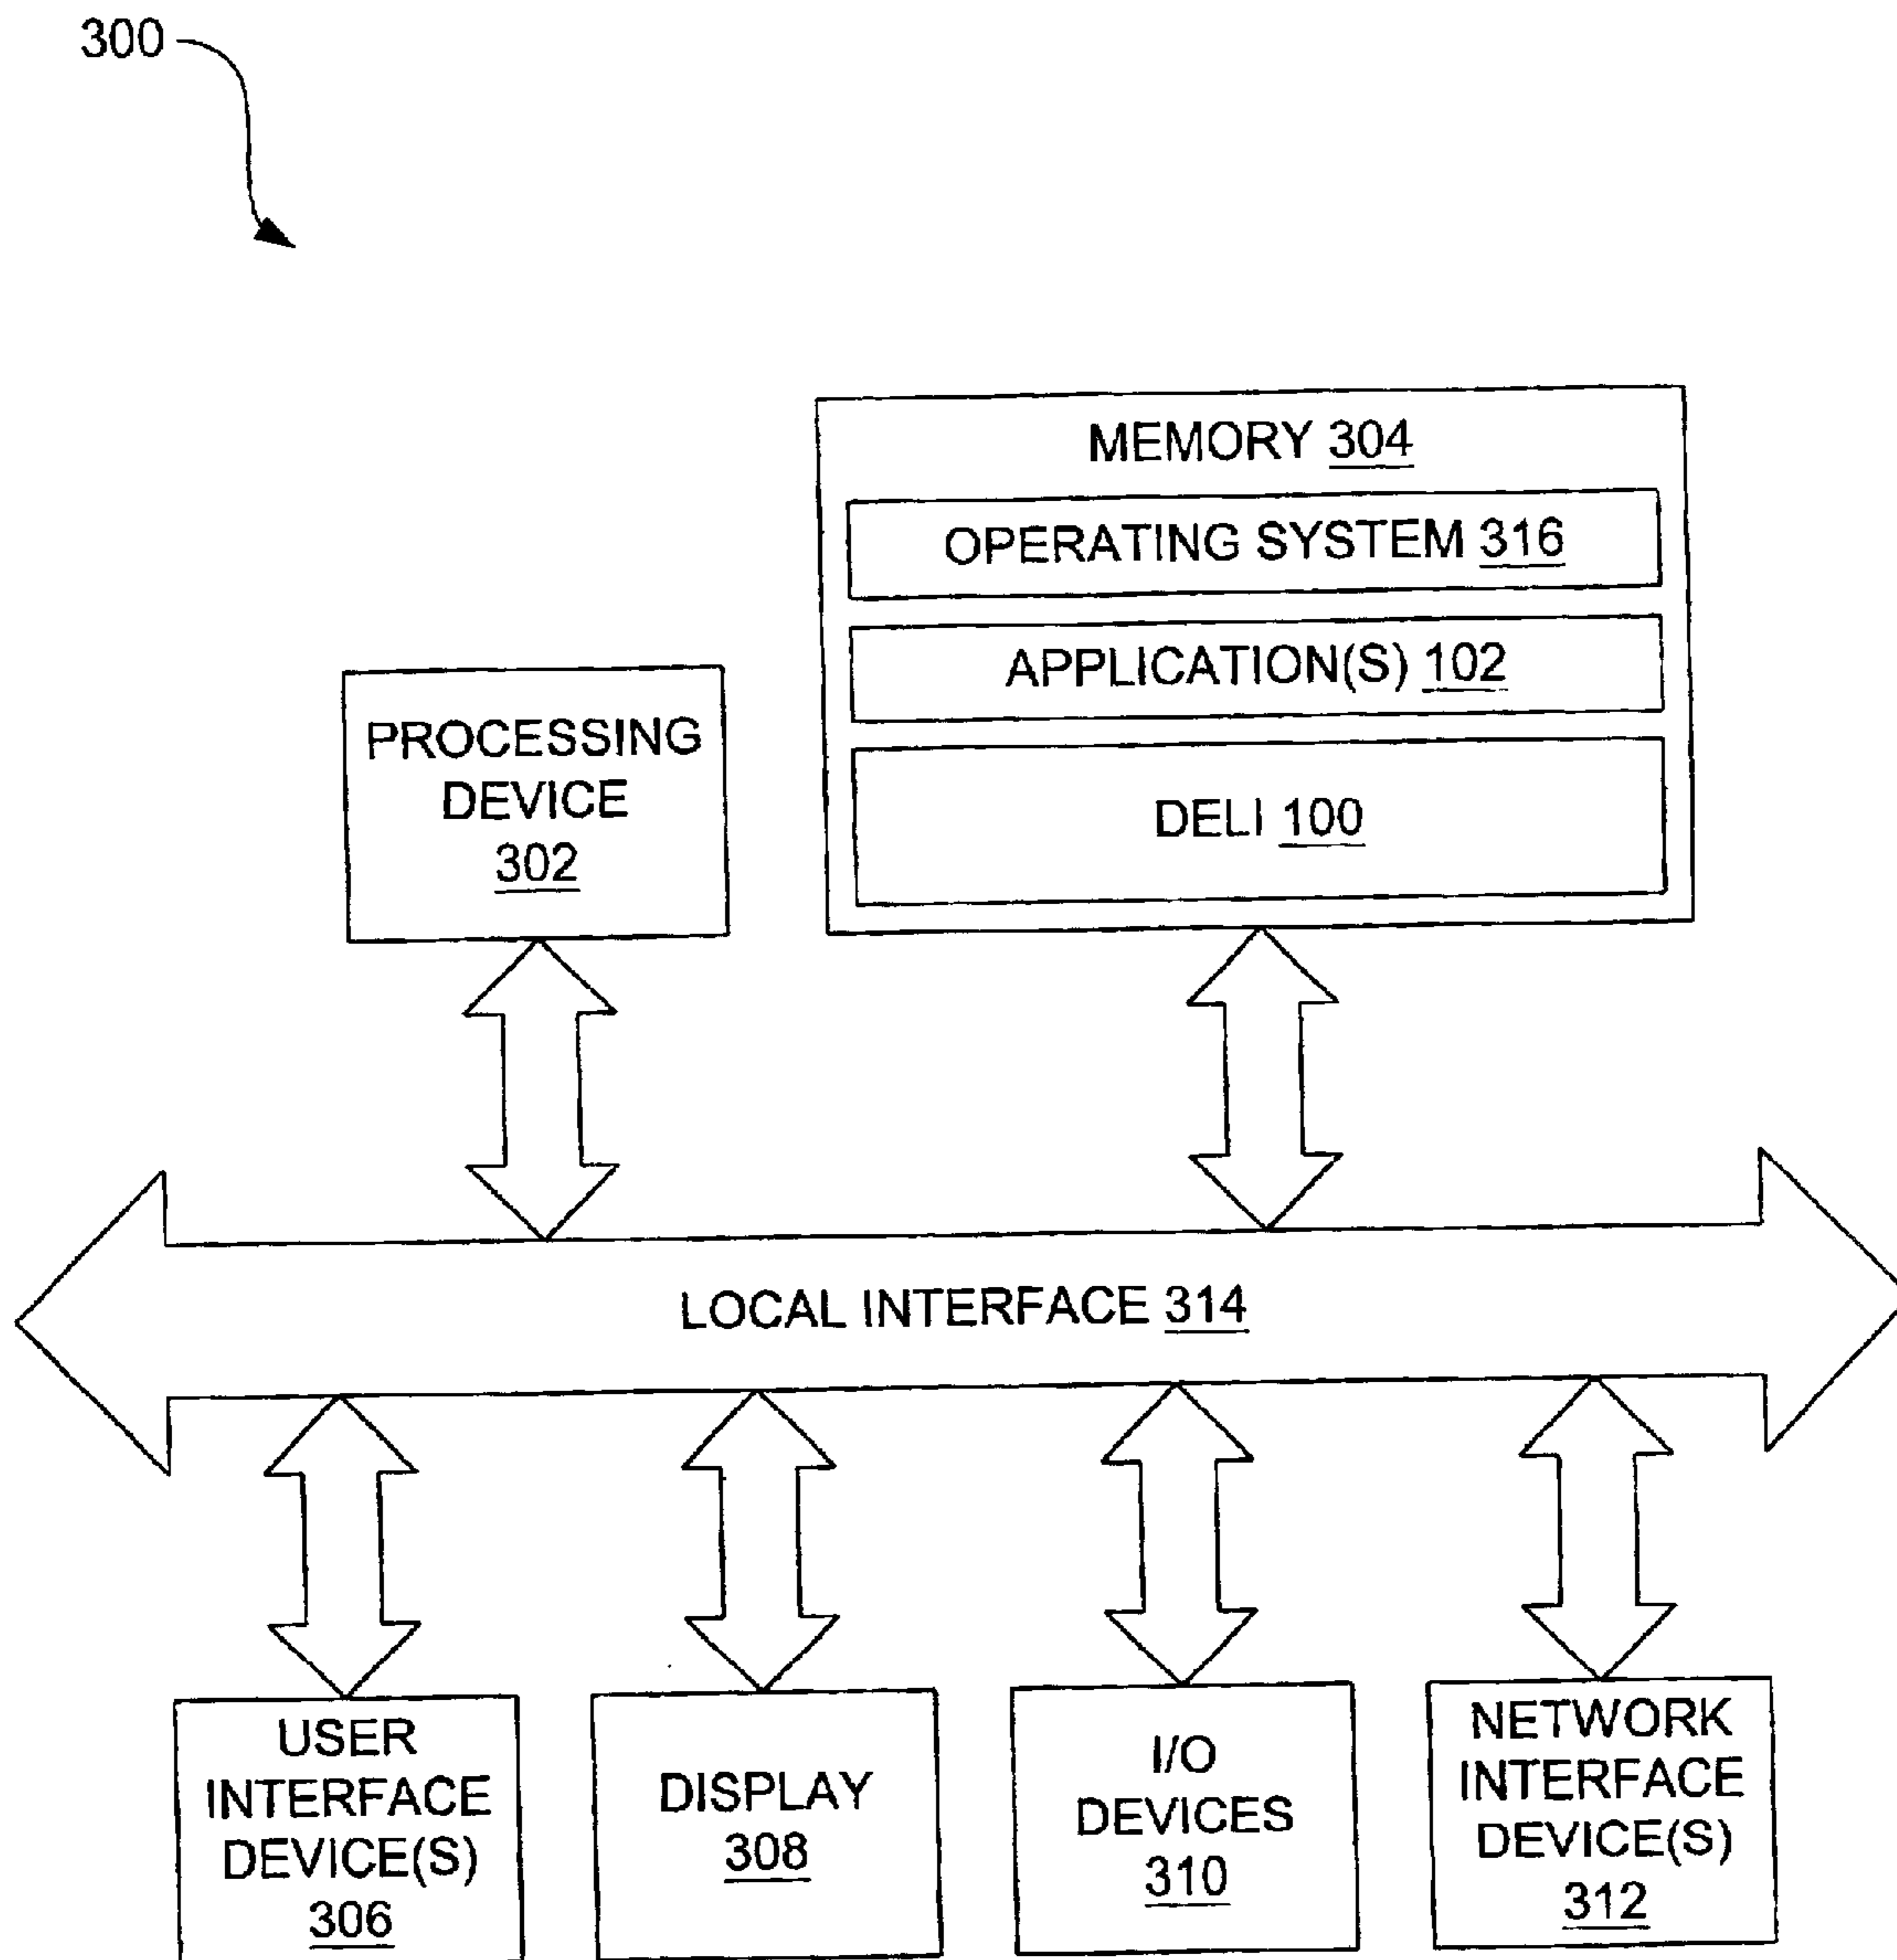 300
MEMORY 304
OPERATING SYSTEM 316
APPLICATION(S) 102
DELI 100
PROCESSING
DEVICE
302
LOCAL INTERFACE 314
USER
INTERFACE
DEVICE(S)
306
DISPLAY
308
I/O
DEVICES
310
NETWORK
INTERFACE
DEVICE(S)
312